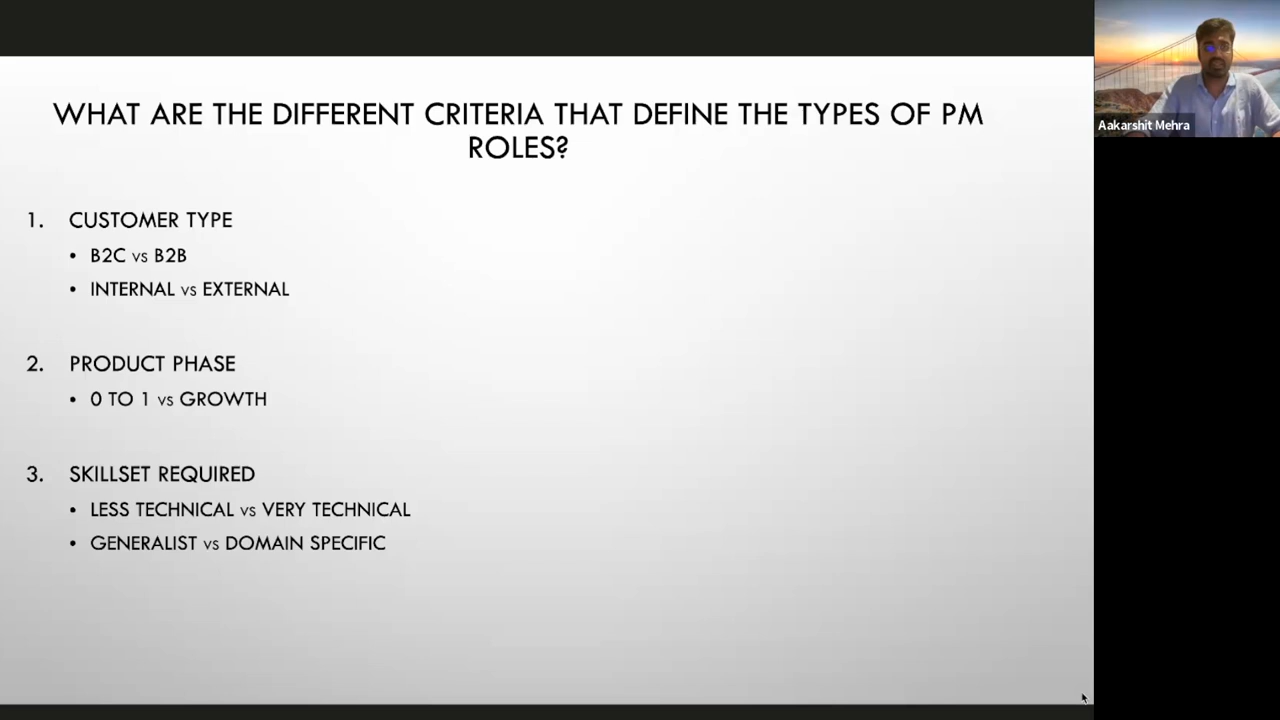 WHAT ARE THE DIFFERENT CRITERIA THAT DEFINE THE TYPES OF PM
ROLES?
1. CUSTOMER TYPE
• B2C vs B2B
• INTERNAL vs EXTERNAL
2. PRODUCT PHASE
• 0 TO 1 vs GROWTH
3. SKILLSET REQUIRED
• LESS TECHNICAL vs VERY TECHNICAL
• GENERALIST vs DOMAIN SPECIFIC
Aakarshit Mehra